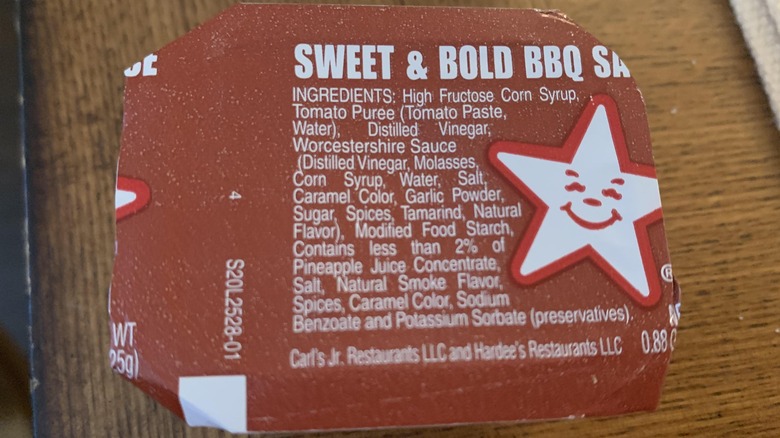 SWEET & BOLD BBQ SA
INGREDIENTS: High Fructose Corn Syrup,
Tomato Purée (Tomato Paste,
Water), Distilled Vinegar,
Worcestershire Sauce
(Distilled Vinegar, Molasses,
Corn Syrup, Water, Salt,
Caramel Color, Garlic Powder,
Sugar, Spices, Tamarind, Natural
Flavor), Modified Food Starch,
Contains less than 2% of
Pineapple Juice Concentrate,
Salt, Natural Smoke Flavor,
Spices, Caramel Color, Sodium
Benzoate and Potassium Sorbate (preservatives).
Carl's Jr. Restaurants LLC and Hardee's Restaurants LLC
0.88
®
CE
WT
25g)
4
S20L2528-01